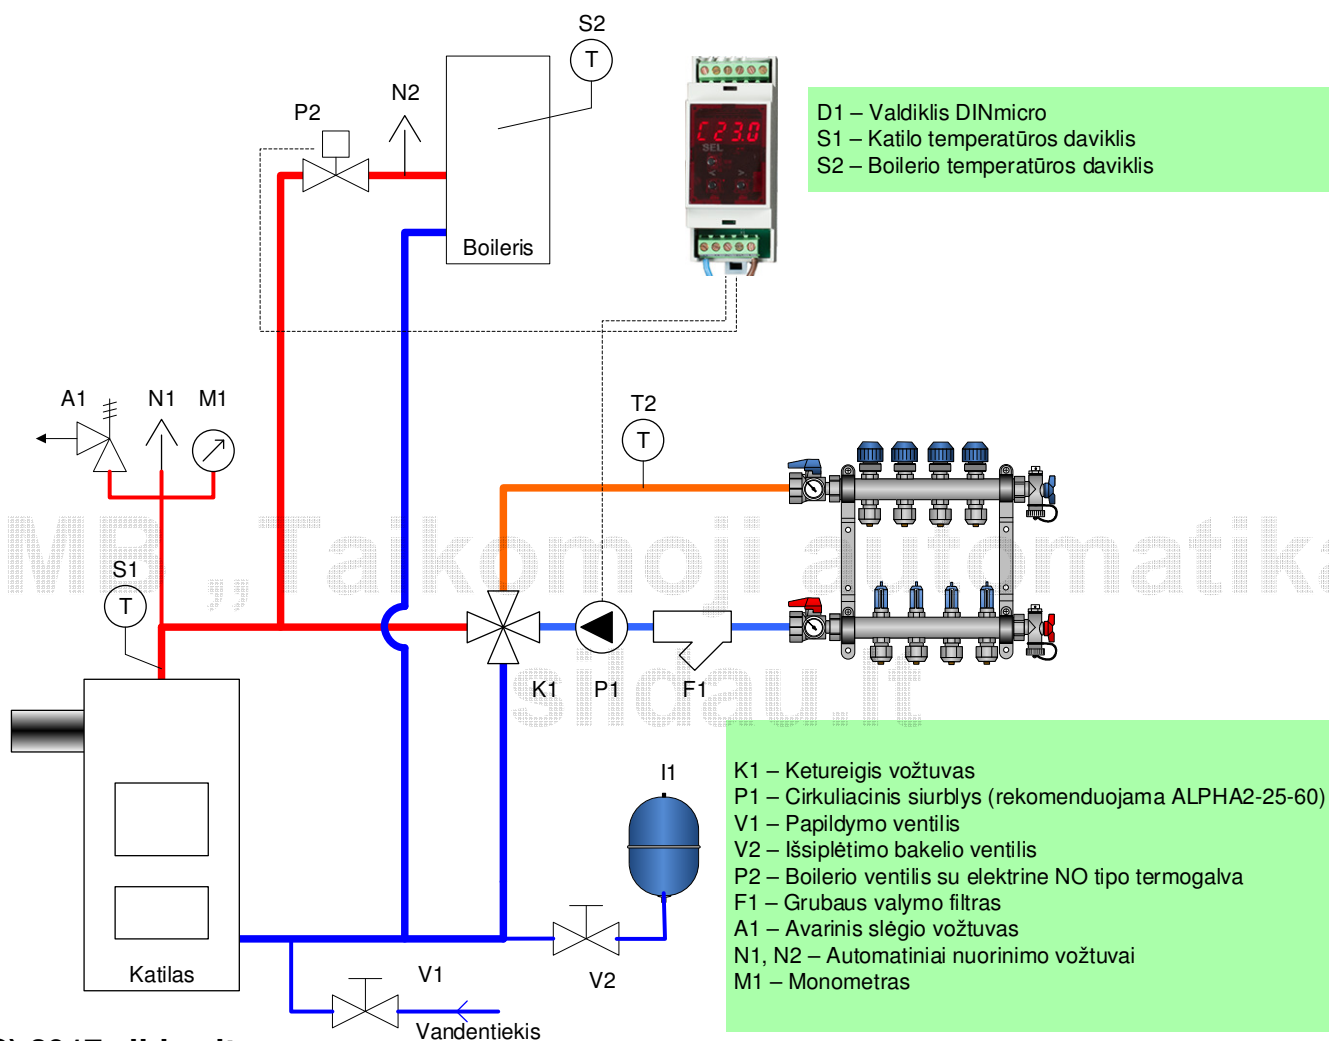 S2
T
N2
P2
C 23.0
SEL
D1 – Valdiklis DINmicro
S1 – Katilo temperatūros daviklis
S2 – Boilerio temperatūros daviklis
Boileris
A1
N1
M1
T2
T
MB „Taikomoji automatika
S1
T
sildau.lt
K1
P1
F1
I1
K1 – Ketureigis vožtuvas
P1 – Cirkuliacinis siurblys (rekomenduojama ALPHA2-25-60)
V1 – Papildymo ventilis
V2 – Išsiplėtimo bakelio ventilis
P2 – Boilerio ventilis su elektrine NO tipo termogalva
F1 – Grubaus valymo filtras
A1 – Avarinis slėgio vožtuvas
N1, N2 – Automatiniai nuorinimo vožtuvai
M1 – Monometras
Katilas
V1
V2
Vandentiekis